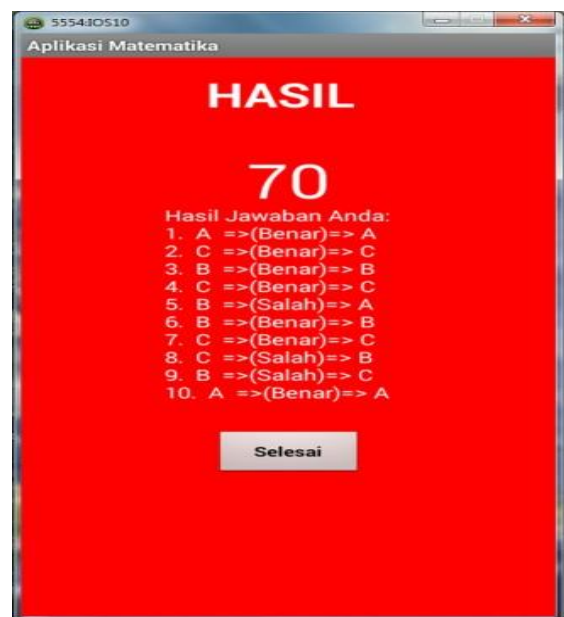 5554:IOS10
Aplikasi Matematika
HASIL
70
Hasil Jawaban Anda:
1. A =>(Benar)=> A
2. C =>(Benar)=> C
3. B =>(Benar)=> B
4. C =>(Benar)=> C
5. B =>(Salah)=> A
6. B =>(Benar)=> B
7. C =>(Benar)=> C
8. C =>(Salah)=> B
9. B =>(Salah)=> C
10. A =>(Benar)=> A
Selesai